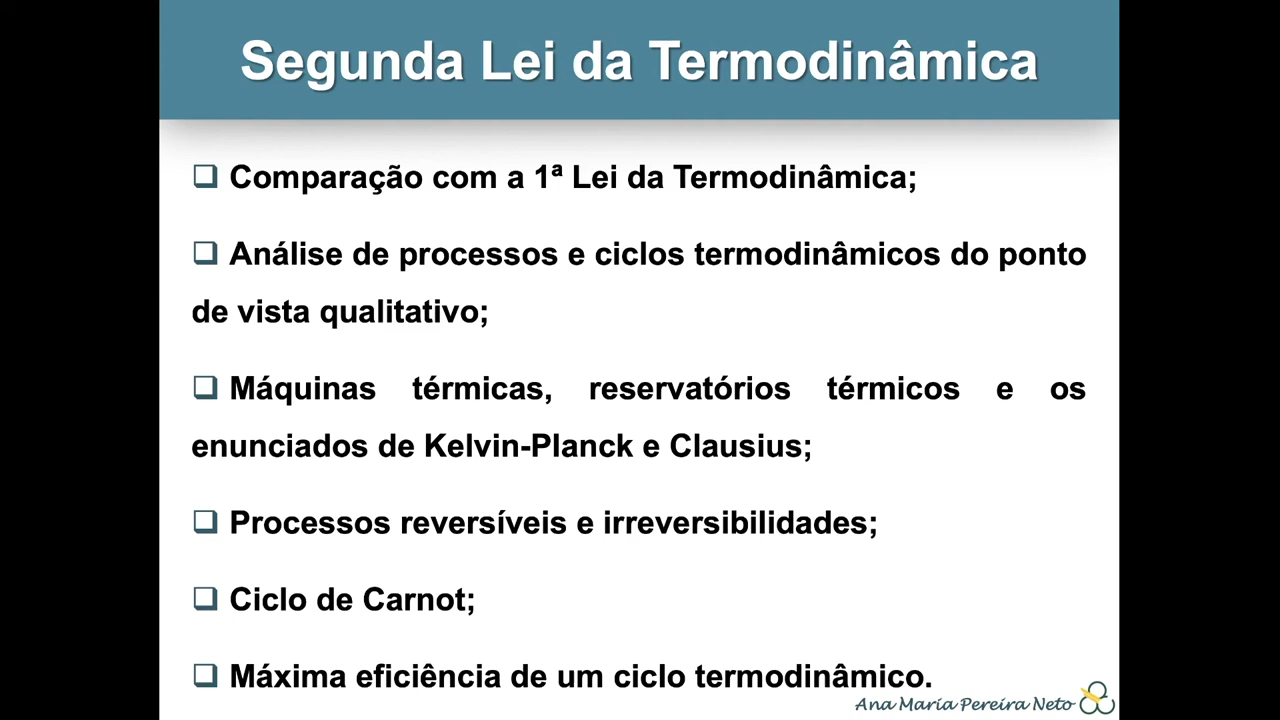 Segunda Lei da Termodinâmica
Comparação com a 1ª Lei da Termodinâmica;
Análise de processos e ciclos termodinâmicos do ponto
de vista qualitativo;
Máquinas térmicas, reservatórios térmicos e os
enunciados de Kelvin-Planck e Clausius;
Processos reversíveis e irreversibilidades;
Ciclo de Carnot;
Máxima eficiência de um ciclo termodinâmico.
Ana Maria Pereira Neto